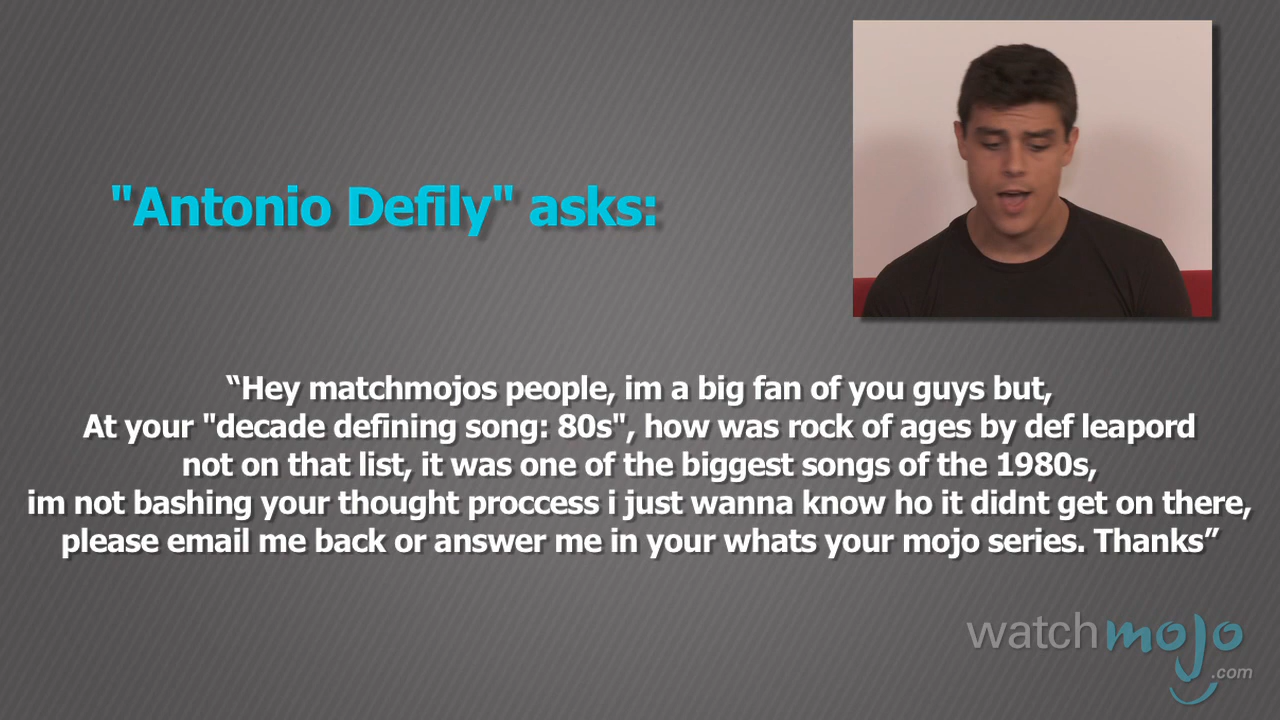 "Antonio Defily" asks:
“Hey matchmojos people, im a big fan of you guys but,
At your "decade defining song: 80s", how was rock of ages by def leapord
not on that list, it was one of the biggest songs of the 1980s,
im not bashing your thought proccess i just wanna know ho it didnt get on there,
please email me back or answer me in your whats your mojo series. Thanks”
watchmojo
.com